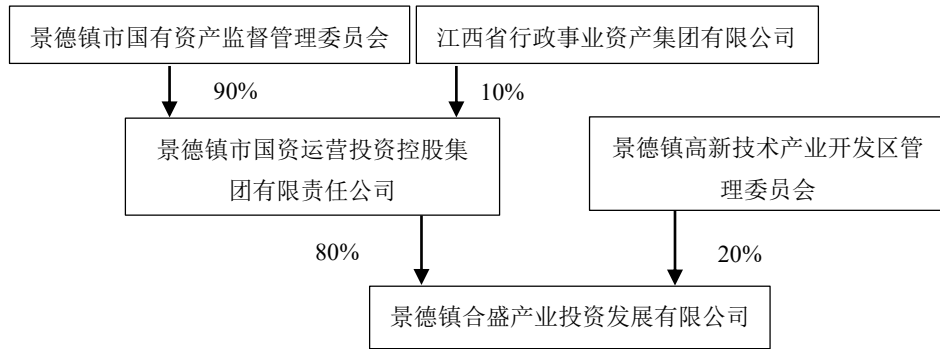 景德镇市国有资产监督管理委员会
江西省行政事业资产集团有限公司
90%
10%
景德镇市国资运营投资控股集
团有限责任公司
景德镇高新技术产业开发区管
理委员会
80%
20%
景德镇合盛产业投资发展有限公司